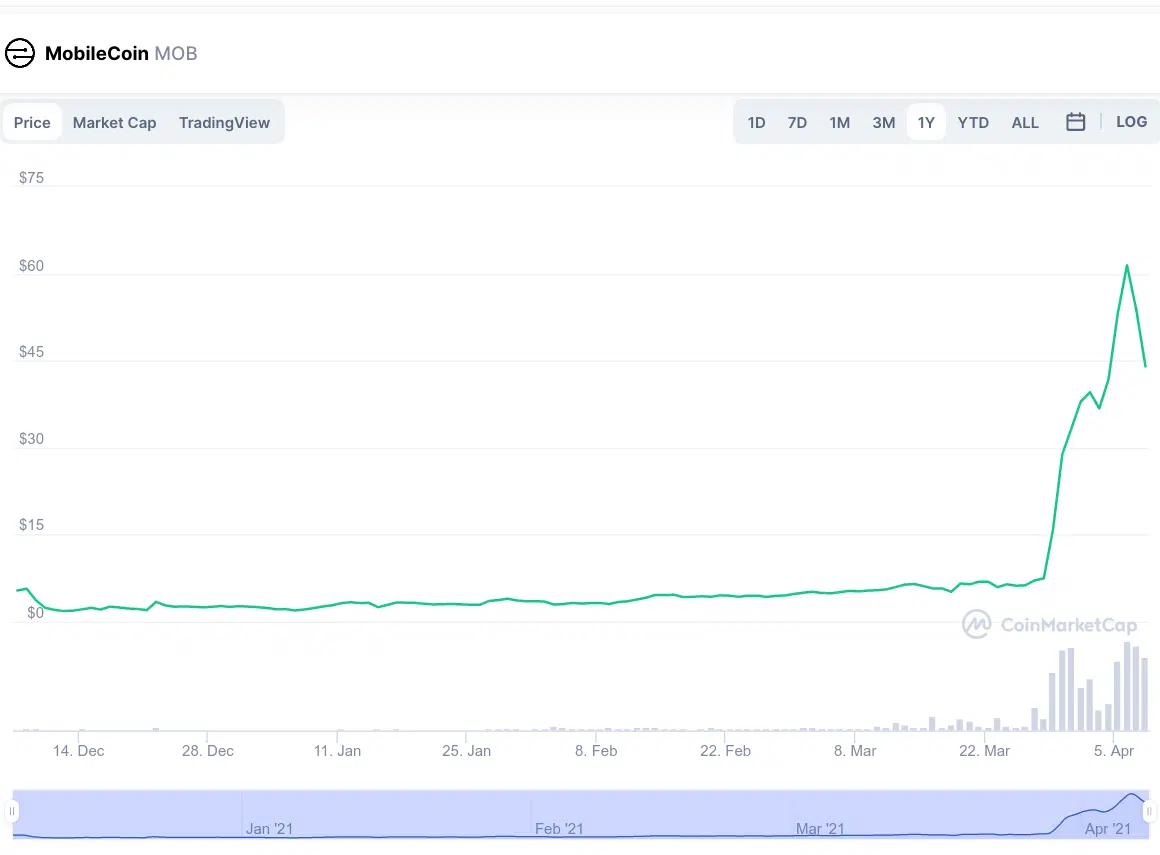 MobileCoin MOB
Price Market Cap TradingView 1D 7D 1M 3M 1Y YTD ALL LOG
$75
$60
$45
$30
$15
$0
CoinMarketCap
14. Dec 28. Dec 11. Jan 25. Jan 8. Feb 22. Feb 8. Mar 22. Mar 5. Apr
Jan '21 Feb '21 Mar '21 Apr '21